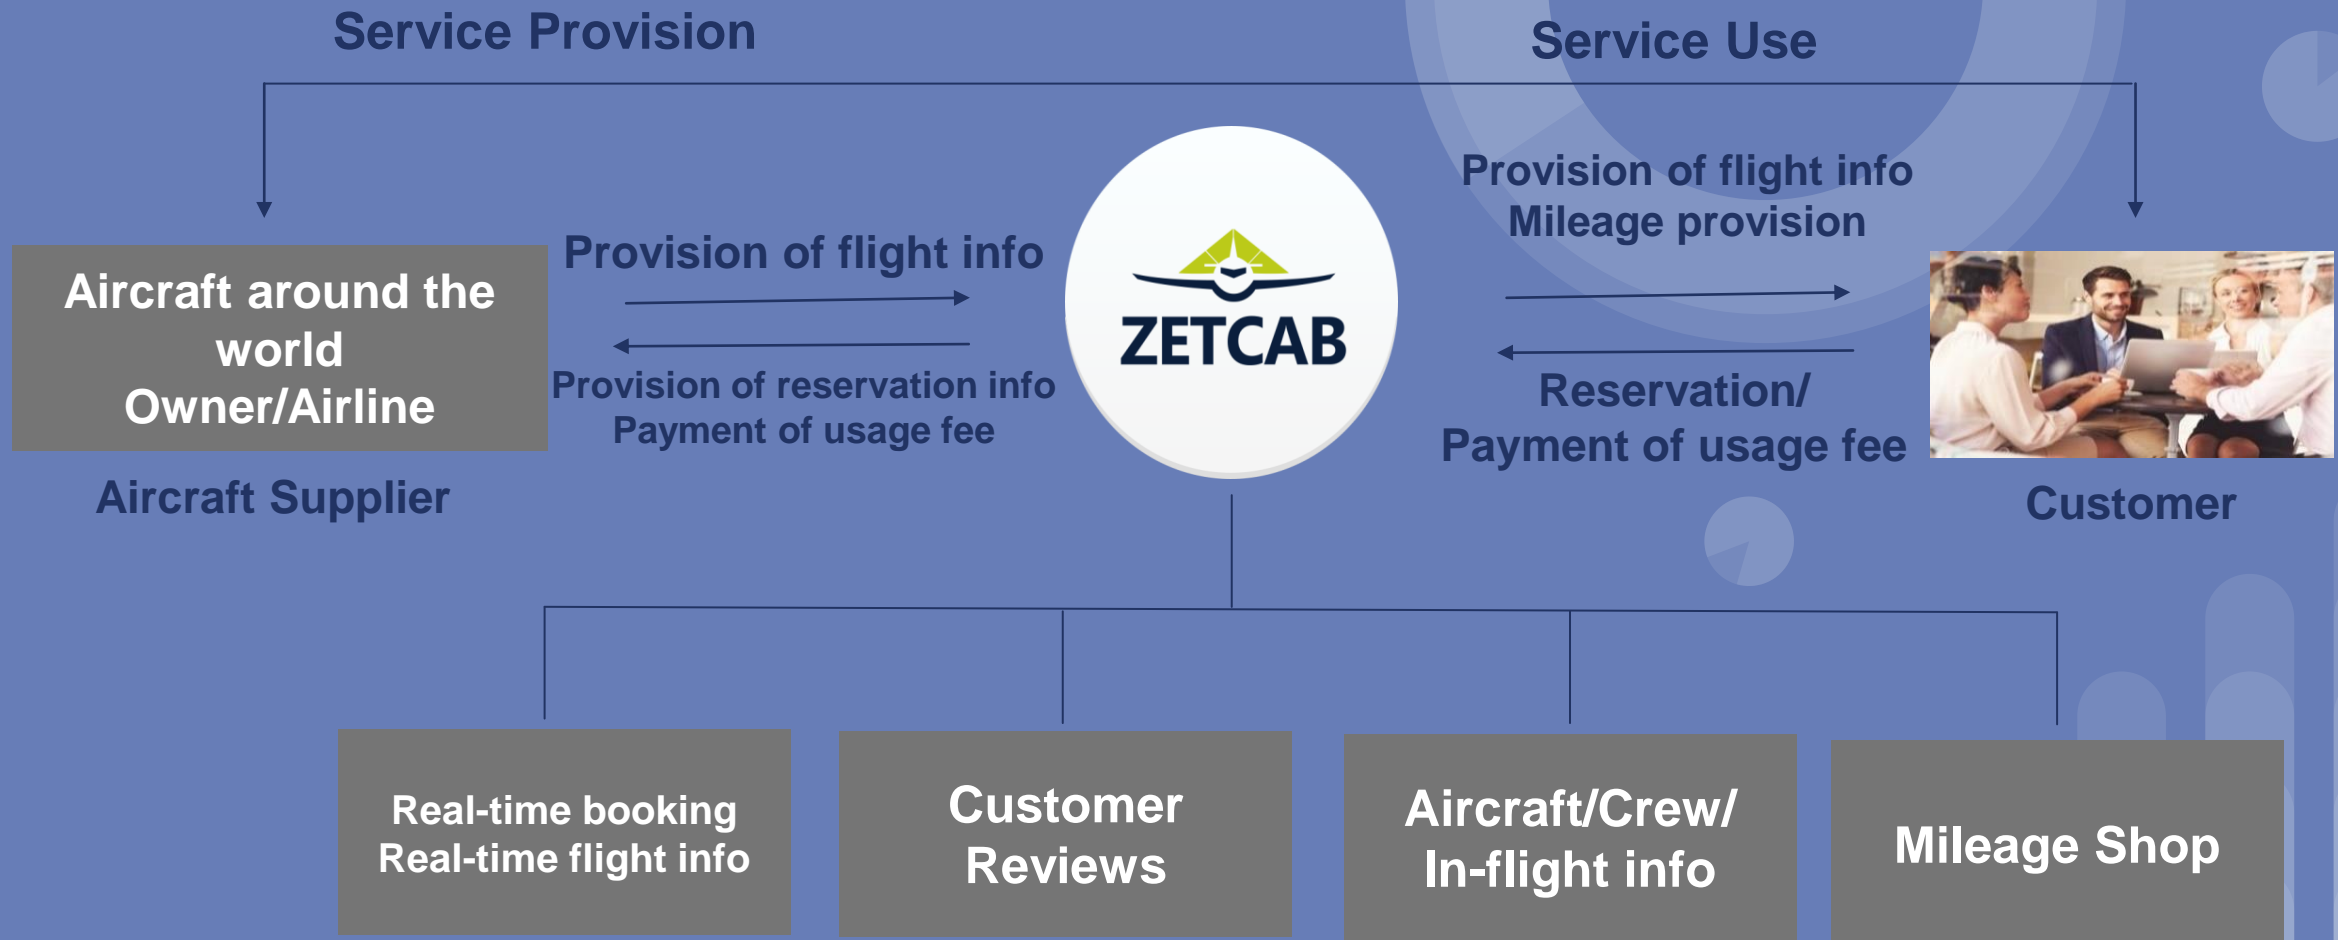 Service Provision
Service Use
Provision of flight info
Mileage provision
Provision of flight info
Aircraft around the
world
Owner/Airline
ZETCAB
Provision of reservation info
Payment of usage fee
Reservation/
Payment of usage fee
Aircraft Supplier
Customer
Real-time booking
Real-time flight info
Customer
Reviews
Aircraft/Crew/
In-flight info
Mileage Shop